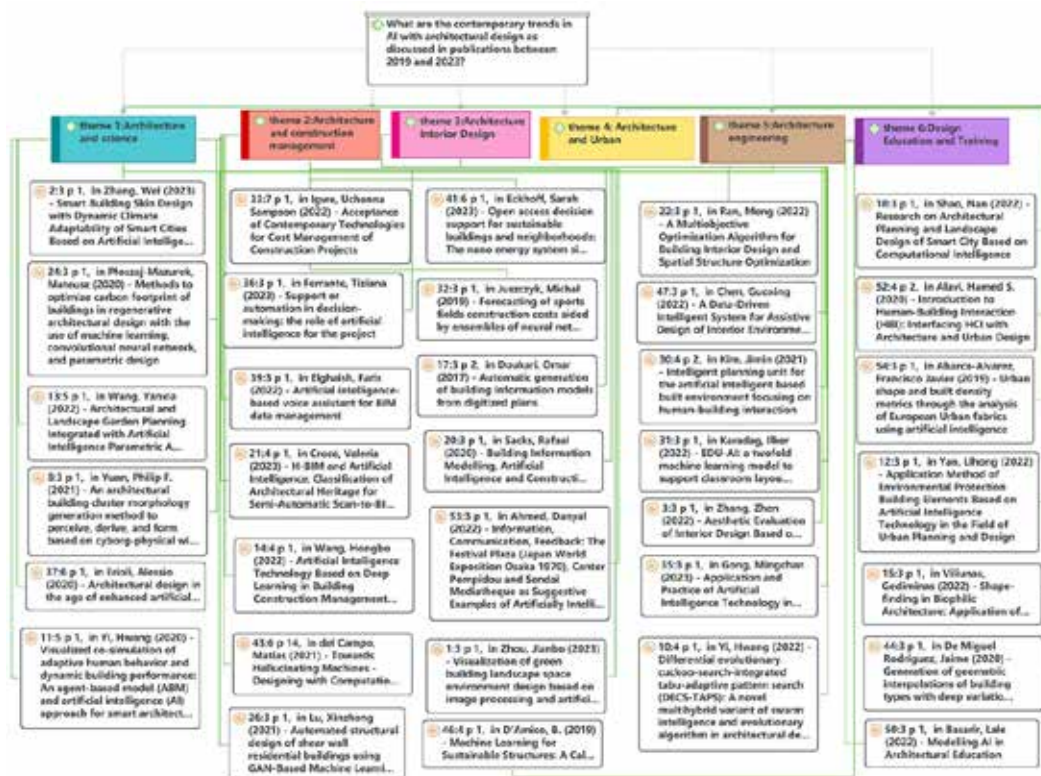 What are the contemporary trends in
AI with architectural design as
discussed in publications between
2019 and 2023?
theme 1:Architecture
and science
theme 2:Architecture
and construction
management
theme 3:Architecture
Interior Design
theme 4: Architecture
and Urban
theme 5:Architecture
engineering
theme 6:Design
Education and Training
2:3 p 1, in Zhang, Wei (2023)
- Smart Building Skin Design
with Dynamic Climate
Adaptability of Smart Cities
Based on Artificial Intellige...
24:3 p 1, in Płoszaj-Mazurek,
Mateusz (2020) - Methods to
optimize carbon footprint of
buildings in regenerative
architectural design with the
use of machine learning,
convolutional neural network,
and parametric design
13:5 p 1, in Wang, Yanxia
(2022) - Architectural and
Landscape Garden Planning
Integrated with Artificial
Intelligence Parametric A...
8:3 p 1, in Yuan, Philip F.
(2021) - An architectural
building cluster morphology
generation method to
perceive, derive, and form
based on cyborg-physical wi...
37:6 p 1, in Erioli, Alessio
(2020) - Architectural design in
the age of enhanced artificial...
11:5 p 1, in Yi, Hwang (2020) -
Visualized co-simulation of
adaptive human behavior and
dynamic building performance:
An agent-based model (ABM)
and artificial intelligence (AI)
approach for smart architect...
33:7 p 1, in Igwe, Uchenna
Sampson (2022) - Acceptance
of Contemporary Technologies
for Cost Management of
Construction Projects
36:3 p 1, in Ferrante, Tiziana
(2023) - Support or
automation in decision-
making: the role of artificial
intelligence for the project
39:3 p 1, in Elghaish, Faris
(2022) - Artificial intelligence-
based voice assistant for BIM
data management
21:4 p 1, in Croce, Valeria
(2023) - H-BIM and Artificial
Intelligence. Classification of
Architectural Heritage for
Semi-Automatic Scan-to-BI...
14:4 p 1, in Wang, Hongbo
(2022) - Artificial Intelligence
Technology Based on Deep
Learning in Building
Construction Management...
43:6 p 14, in del Campo,
Matias (2021) - Towards
Hallucinating Machines -
Designing with Computatio...
26:3 p 1, in Lu, Xinzheng
(2021) - Automated structural
design of shear wall
residential buildings using
GAN-Based Machine Learni...
41:6 p 1, in Eckhoff, Sarah
(2023) - Open access decision
support for sustainable
buildings and neighborhoods:
The nano energy system si...
32:3 p 1, in Juszczyk, Michał
(2019) - Forecasting of sports
fields construction costs aided
by ensembles of neural net...
17:3 p 2, in Doukari, Omar
(2017) - Automatic generation
of building information models
from digitized plans
20:3 p 1, in Sacks, Rafael
(2020) - Building Information
Modelling, Artificial
Intelligence and Constructi...
53:3 p 1, in Ahmed, Danyal
(2022) - Information,
Communication, Feedback: The
Festival Plaza (Japan World
Exposition Osaka 1970), Center
Pompidou and Sendai
Mediatheque as Suggestive
Examples of Artificially Intelli...
1:3 p 1, in Zhou, Jianbo (2023)
- Visualization of green
building landscape space
environment design based on
image processing and artifici...
46:4 p 1, in D'Amico, B. (2019)
- Machine Learning for
Sustainable Structures: A Cal...
22:3 p 1, in Ran, Meng (2022)
- A Multiobjective
Optimization Algorithm for
Building Interior Design and
Spatial Structure Optimization
47:3 p 1, in Chen, Guoxing
(2022) - A Data-Driven
Intelligent System for Assistive
Design of Interior Environme...
30:4 p 2, in Kim, Jimin (2021) -
Intelligent planning unit for
the artificial intelligent based
built environment focusing on
human-building interaction
31:3 p 1, in Karadag, Ilker
(2022) - EDU-AI: a twofold
machine learning model to
support classroom layou...
3:3 p 1, in Zhang, Zhen
(2022) - Aesthetic Evaluation
of Interior Design Based o...
35:3 p 1, in Gong, Mingchan
(2023) - Application and
Practice of Artificial
Intelligence Technology in...
10:4 p 1, in Yi, Hwang (2022) -
Differential evolutionary
cuckoo-search-integrated
tabu-adaptive pattern search
(DECS-TAPS): A novel
multihybrid variant of swarm
intelligence and evolutionary
algorithm in architectural de...
18:3 p 1, in Shao, Nan (2022) -
Research on Architectural
Planning and Landscape
Design of Smart City Based on
Computational Intelligence
52:4 p 2, in Alavi, Hamed S.
(2020) - Introduction to
Human-Building Interaction
(HBI): Interfacing HCI with
Architecture and Urban Design
54:3 p 1, in Abarca-Alvarez,
Francisco Javier (2019) - Urban
shape and built density
metrics through the analysis
of European Urban fabrics
using artificial intelligence
12:3 p 1, in Yan, Lihong (2022)
- Application Method of
Environmental Protection
Building Elements Based on
Artificial Intelligence
Technology in the Field of
Urban Planning and Design
15:3 p 1, in Viliunas,
Gediminas (2022) - Shape-
finding in Biophilic
Architecture: Application of...
44:3 p 1, in De Miguel
Rodriguez, Jaime (2020) -
Generation of geometric
interpolations of building
types with deep variatio...
50:3 p 1, in Basarir, Lale
(2022) - Modelling AI in
Architectural Education